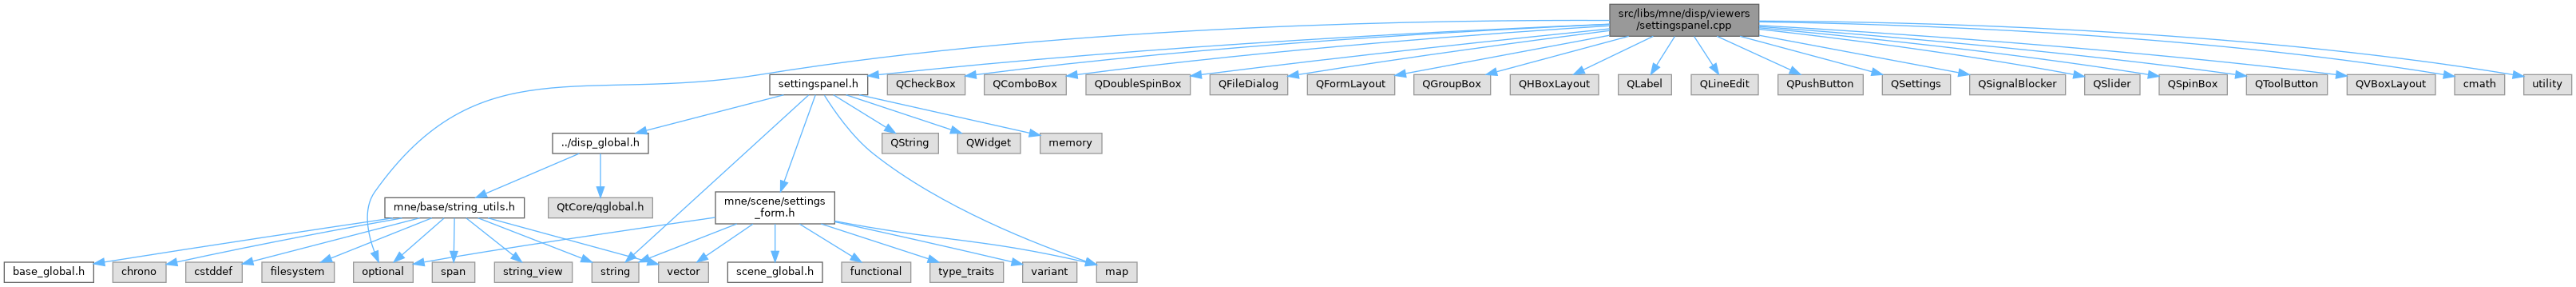 src/libs/mne/disp/viewers
/settingspanel.cpp
settingspanel.h
QCheckBox
QComboBox
QDoubleSpinBox
QFileDialog
QFormLayout
QGroupBox
QHBoxLayout
QLabel
QLineEdit
QPushButton
QSettings
QSignalBlocker
QSlider
QSpinBox
QToolButton
QVBoxLayout
cmath
utility
../disp_global.h
QString
QWidget
memory
mne/base/string_utils.h
QtCore/qglobal.h
mne/scene/settings
_form.h
base_global.h
chrono
cstddef
filesystem
optional
span
string_view
string
vector
scene_global.h
functional
type_traits
variant
map